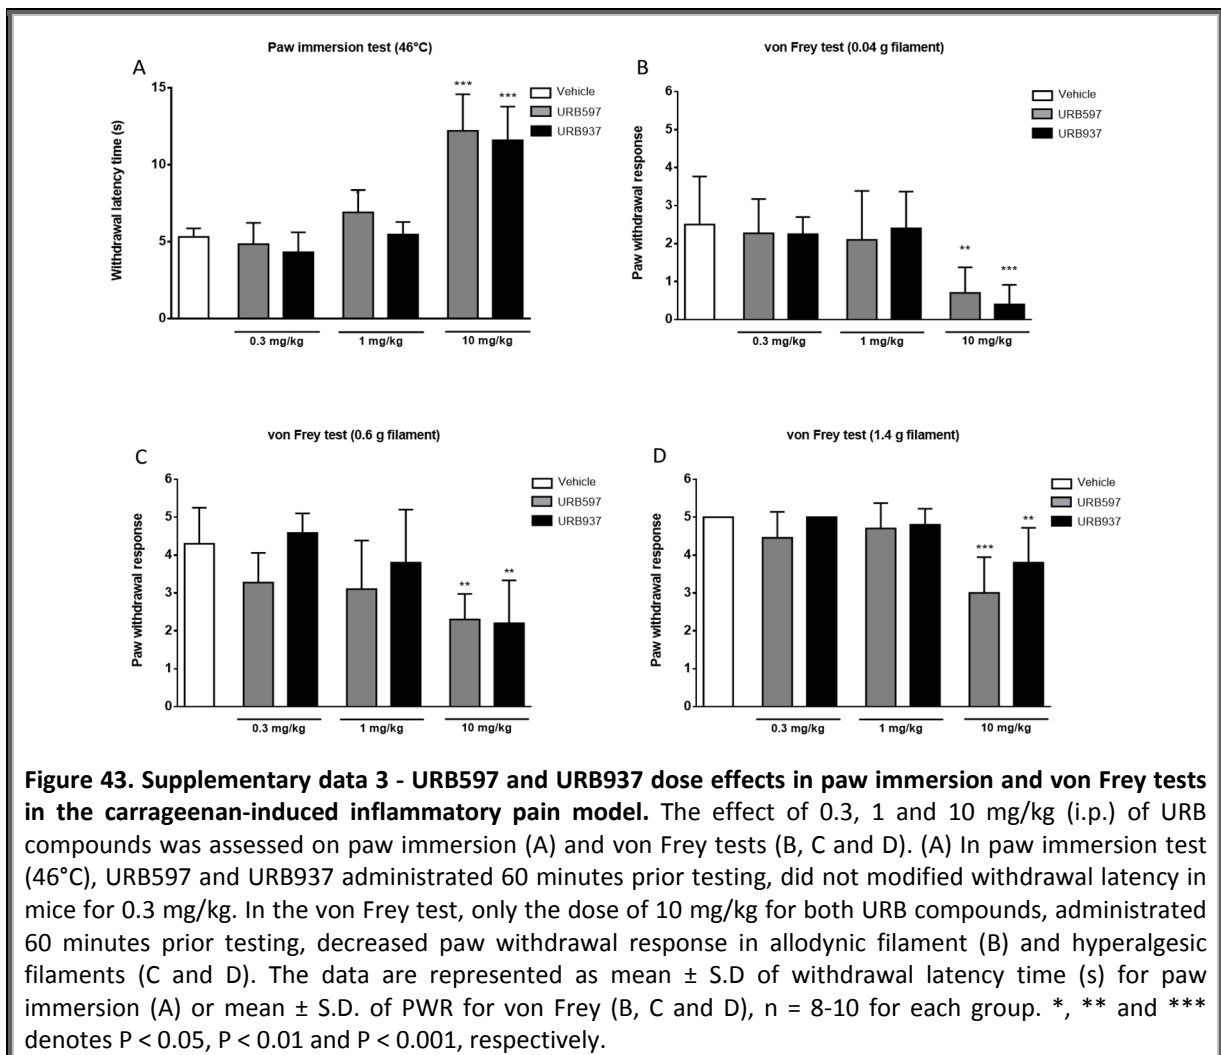 Paw immersion test (46°C)
A
Withdrawal latency time (s)
15
10
5
0
***
***
Vehicle
URB597
URB937
0.3 mg/kg
1 mg/kg
10 mg/kg
von Frey test (0.04 g filament)
B
Paw withdrawal response
6
5
4
3
2
1
0
**
***
Vehicle
URB597
URB937
0.3 mg/kg
1 mg/kg
10 mg/kg
von Frey test (0.6 g filament)
C
Paw withdrawal response
6
5
4
3
2
1
0
**
**
Vehicle
URB597
URB937
0.3 mg/kg
1 mg/kg
10 mg/kg
von Frey test (1.4 g filament)
D
Paw withdrawal response
6
5
4
3
2
1
0
***
**
Vehicle
URB597
URB937
0.3 mg/kg
1 mg/kg
10 mg/kg
Figure 43. Supplementary data 3 - URB597 and URB937 dose effects in paw immersion and von Frey tests
in the carrageenan-induced inflammatory pain model. The effect of 0.3, 1 and 10 mg/kg (i.p.) of URB
compounds was assessed on paw immersion (A) and von Frey tests (B, C and D). (A) In paw immersion test
(46°C), URB597 and URB937 administrated 60 minutes prior testing, did not modified withdrawal latency in
mice for 0.3 mg/kg. In the von Frey test, only the dose of 10 mg/kg for both URB compounds, administrated
60 minutes prior testing, decreased paw withdrawal response in allodynic filament (B) and hyperalgesic
filaments (C and D). The data are represented as mean ± S.D of withdrawal latency time (s) for paw
immersion (A) or mean ± S.D. of PWR for von Frey (B, C and D), n = 8-10 for each group. *, ** and ***
denotes P < 0.05, P < 0.01 and P < 0.001, respectively.